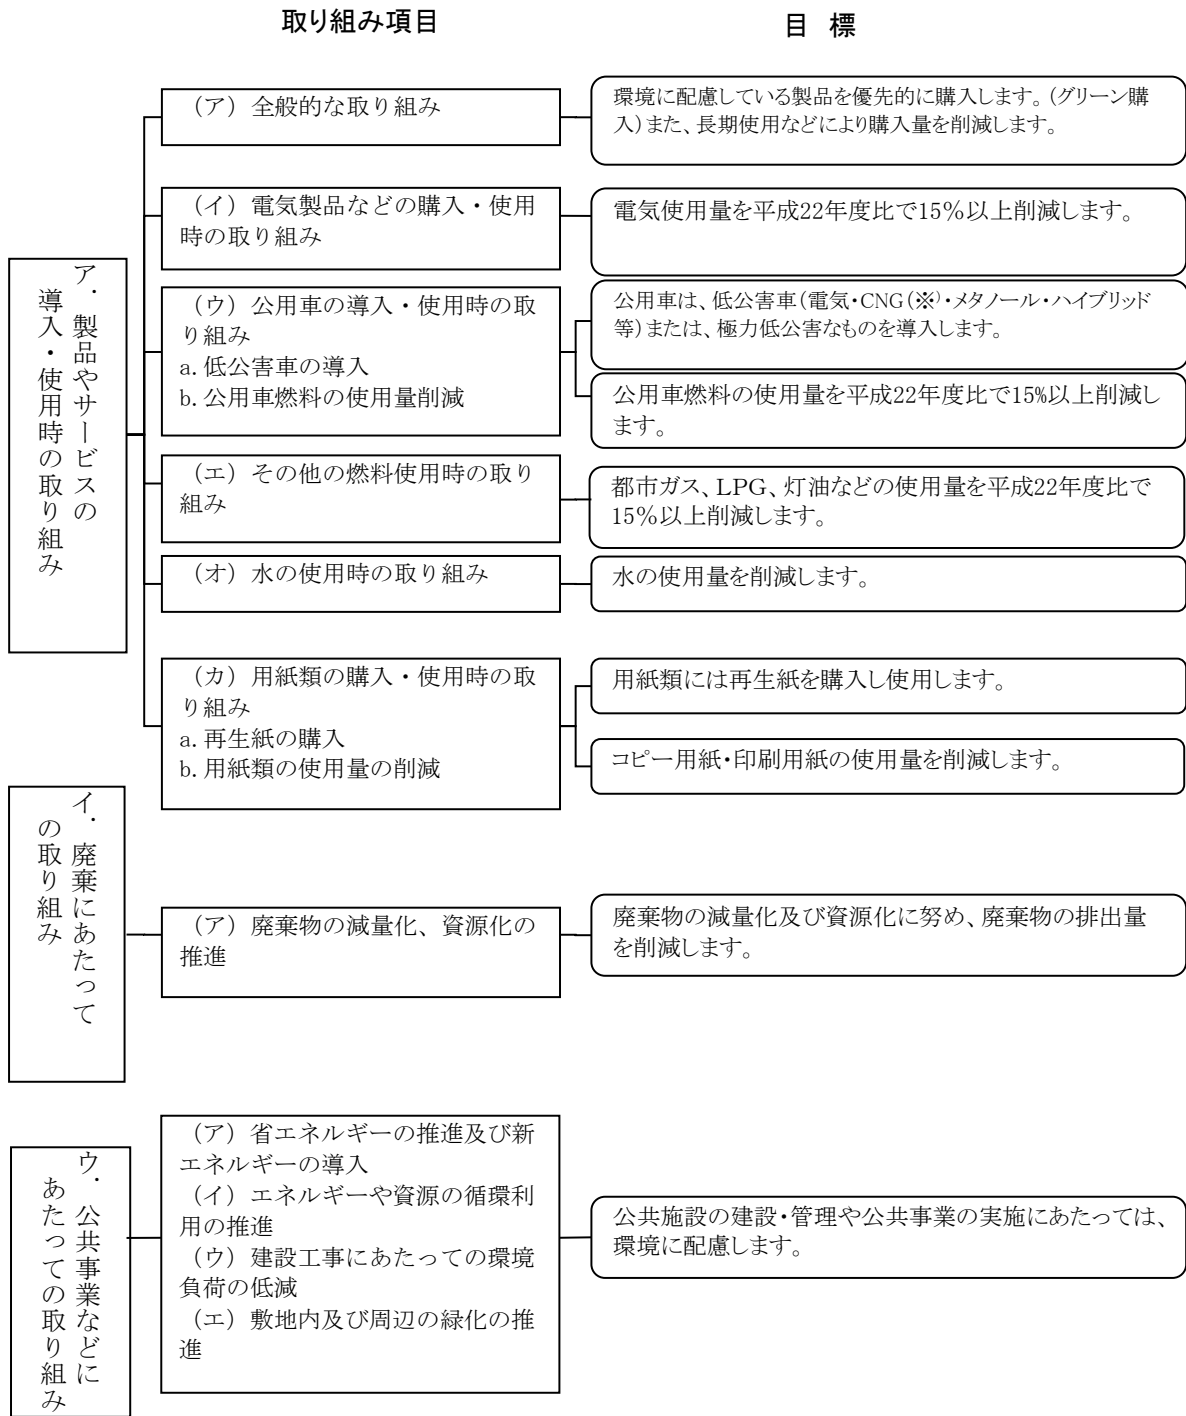 取り組み項目
目 標
ア．製品やサービスの
導入・使用時の取り組み
（ア）全般的な取り組み
環境に配慮している製品を優先的に購入します。(グリーン購
入)また、長期使用などにより購入量を削減します。
（イ）電気製品などの購入・使用
時の取り組み
電気使用量を平成22年度比で15％以上削減します。
（ウ）公用車の導入・使用時の取
り組み
a.低公害車の導入
b.公用車燃料の使用量削減
公用車は、低公害車(電気・CNG(※)・メタノール・ハイブリッド
等)または、極力低公害なものを導入します。
公用車燃料の使用量を平成22年度比で15%以上削減し
ます。
（エ）その他の燃料使用時の取り
組み
都市ガス、LPG、灯油などの使用量を平成22年度比で
15％以上削減します。
（オ）水の使用時の取り組み
水の使用量を削減します。
（カ）用紙類の購入・使用時の取
り組み
a.再生紙の購入
b.用紙類の使用量の削減
用紙類には再生紙を購入し使用します。
コピー用紙・印刷用紙の使用量を削減します。
イ．廃棄にあたって
の取り組み
（ア）廃棄物の減量化、資源化の
推進
廃棄物の減量化及び資源化に努め、廃棄物の排出量
を削減します。
ウ．公共事業などに
あたっての取り組み
（ア）省エネルギーの推進及び新
エネルギーの導入
（イ）エネルギーや資源の循環利
用の推進
（ウ）建設工事にあたっての環境
負荷の低減
（エ）敷地内及び周辺の緑化の推
進
公共施設の建設・管理や公共事業の実施にあたっては、
環境に配慮します。